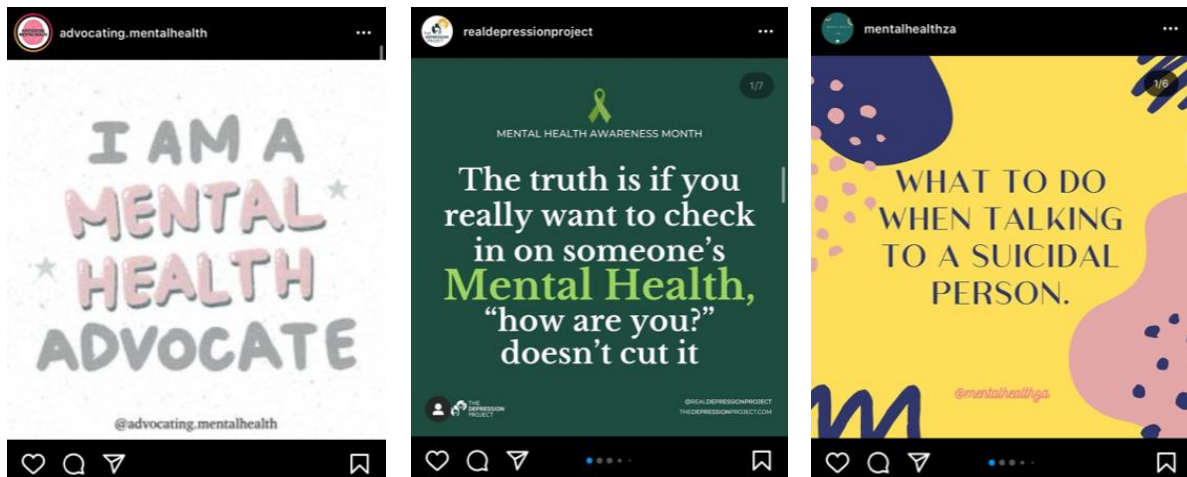 advocating.mentalhealth
I AM A
MENTAL
HEALTH
ADVOCATE
@advocating.mentalhealth
realdepressionproject
1/7
MENTAL HEALTH AWARENESS MONTH
The truth is if you
really want to check
in on someone’s
Mental Health,
“how are you?”
doesn’t cut it
THE
DEPRESSION
PROJECT
@REALDEPRESSIONPROJECT
THEDEPRESSIONPROJECT.COM
mentalhealthza
1/6
WHAT TO DO
WHEN TALKING
TO A SUICIDAL
PERSON.
@mentalhealthza